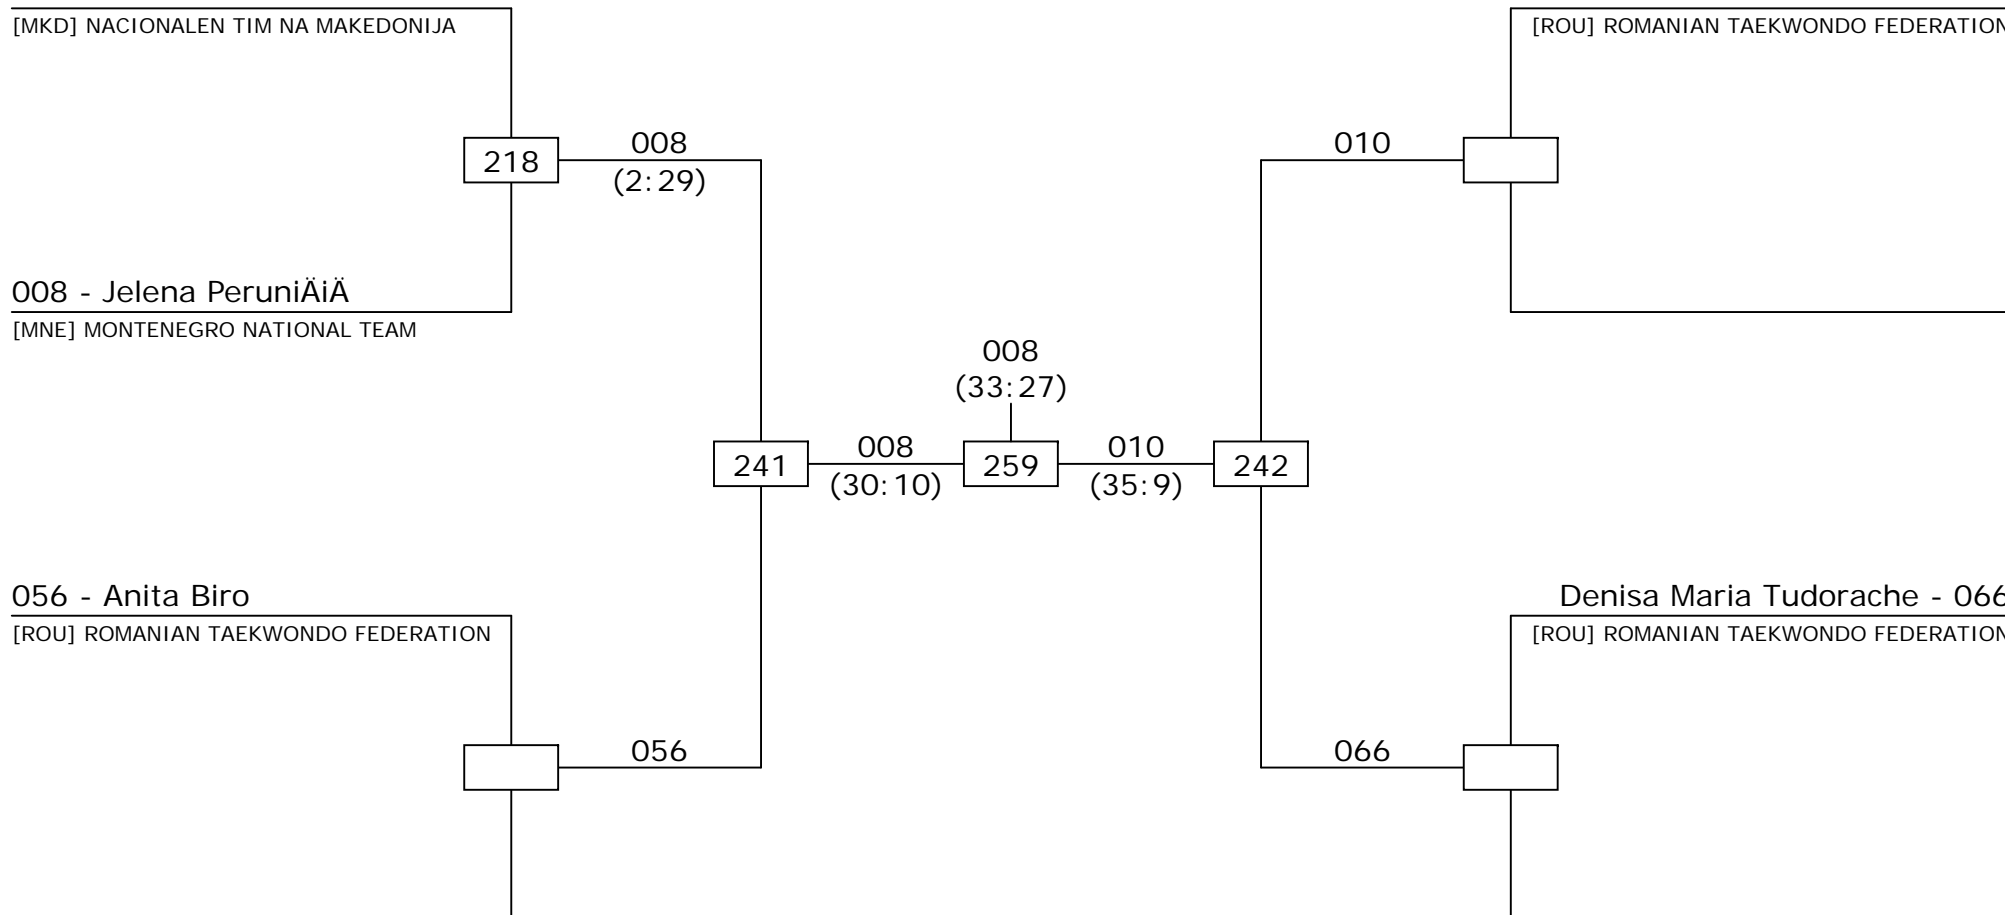 [MKD] NACIONALEN TIM NA MAKEDONIJA
[ROU] ROMANIAN TAEKWONDO FEDERATION
218
008
(2:29)
010
008 - Jelena PeruniÄiÄ
[MNE] MONTENEGRO NATIONAL TEAM
008
(33:27)
241
008
(30:10)
259
010
(35:9)
242
056 - Anita Biro
[ROU] ROMANIAN TAEKWONDO FEDERATION
Denisa Maria Tudorache - 066
[ROU] ROMANIAN TAEKWONDO FEDERATION
056
066